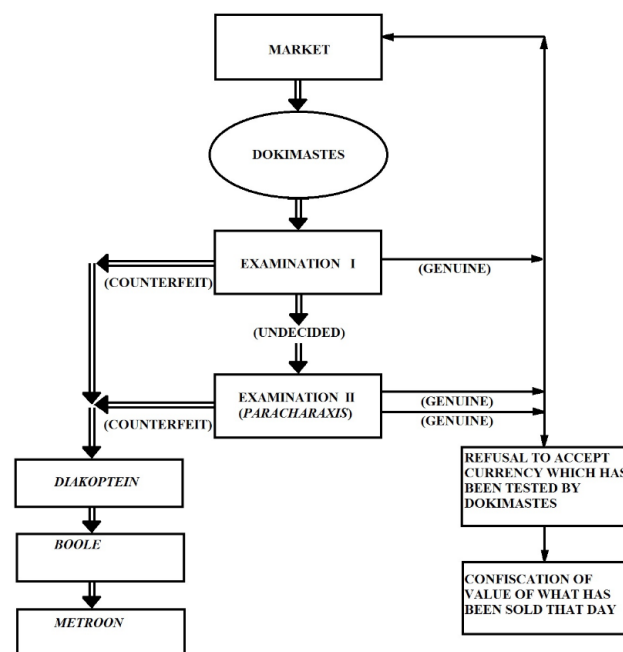 MARKET
DOKIMASTES
EXAMINATION I
(COUNTERFEIT)
(GENUINE)
(UNDECIDED)
EXAMINATION II
(PARACHARAXIS)
(COUNTERFEIT)
(GENUINE)
(GENUINE)
DIAKOPTEIN
BOOLE
METROON
REFUSAL TO ACCEPT
CURRENCY WHICH HAS
BEEN TESTED BY
DOKIMASTES
CONFISCATION OF
VALUE OF WHAT HAS
BEEN SOLD THAT DAY